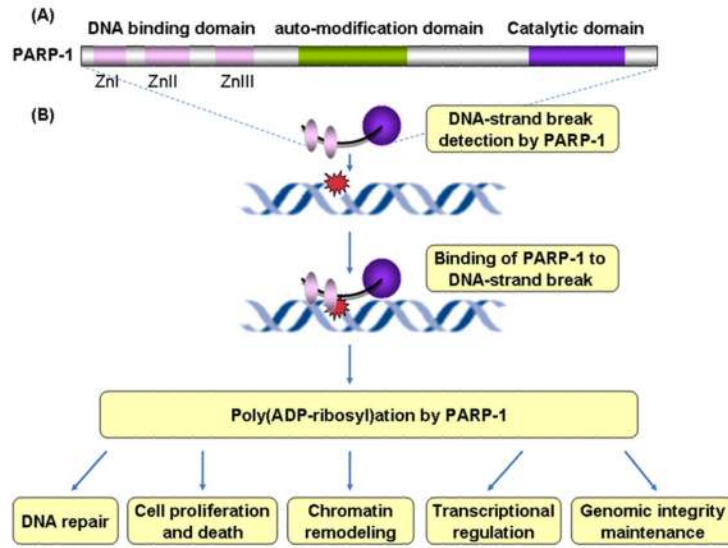 (A)
DNA binding domain auto-modification domain Catalytic domain
PARP-1
ZnI ZnII ZnIII
(B)
DNA-strand break
detection by PARP-1
Binding of PARP-1 to
DNA-strand break
Poly(ADP-ribosyl)ation by PARP-1
DNA repair
Cell proliferation
and death
Chromatin
remodeling
Transcriptional
regulation
Genomic integrity
maintenance